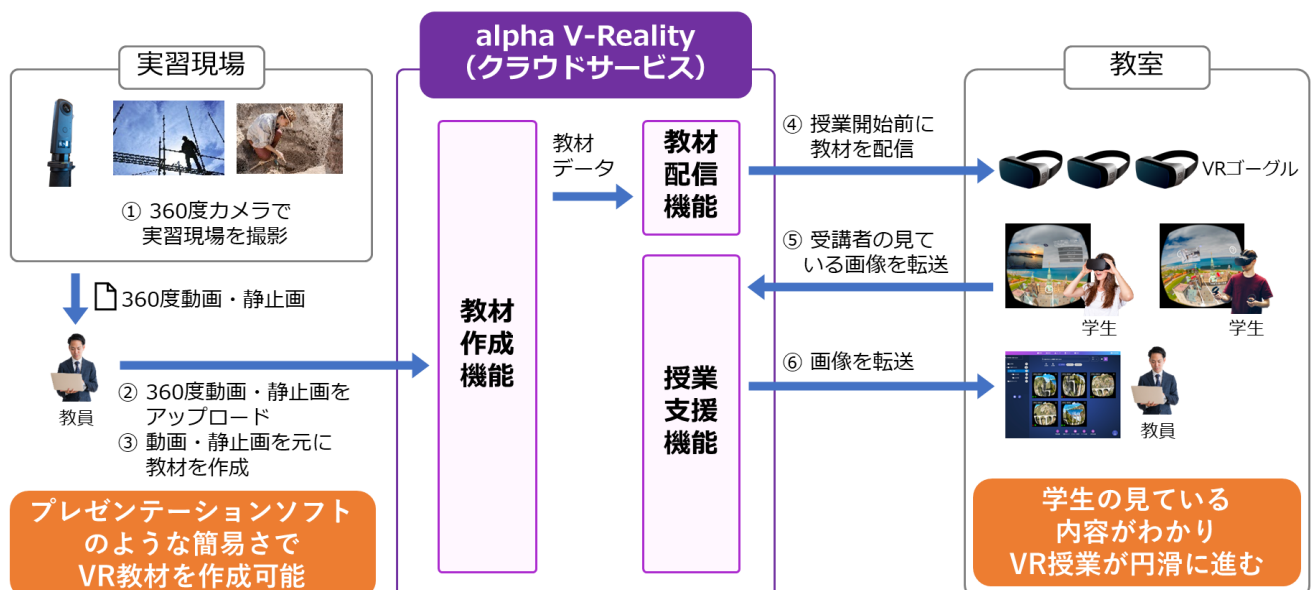 実習現場
① 360度カメラで
実習現場を撮影
360度動画・静止画
教員
② 360度動画・静止画を
アップロード
③ 動画・静止画を元に
教材を作成
プレゼンテーションソフト
のような簡易さで
VR教材を作成可能
alpha V-Reality
（クラウドサービス）
教材
作成
機能
教材
データ
教材
配信
機能
授業
支援
機能
④ 授業開始前に
教材を配信
⑤ 受講者の見て
いる画像を転送
⑥ 画像を転送
教室
VRゴーグル
学生
学生
教員
学生の見ている
内容がわかり
VR授業が円滑に進む